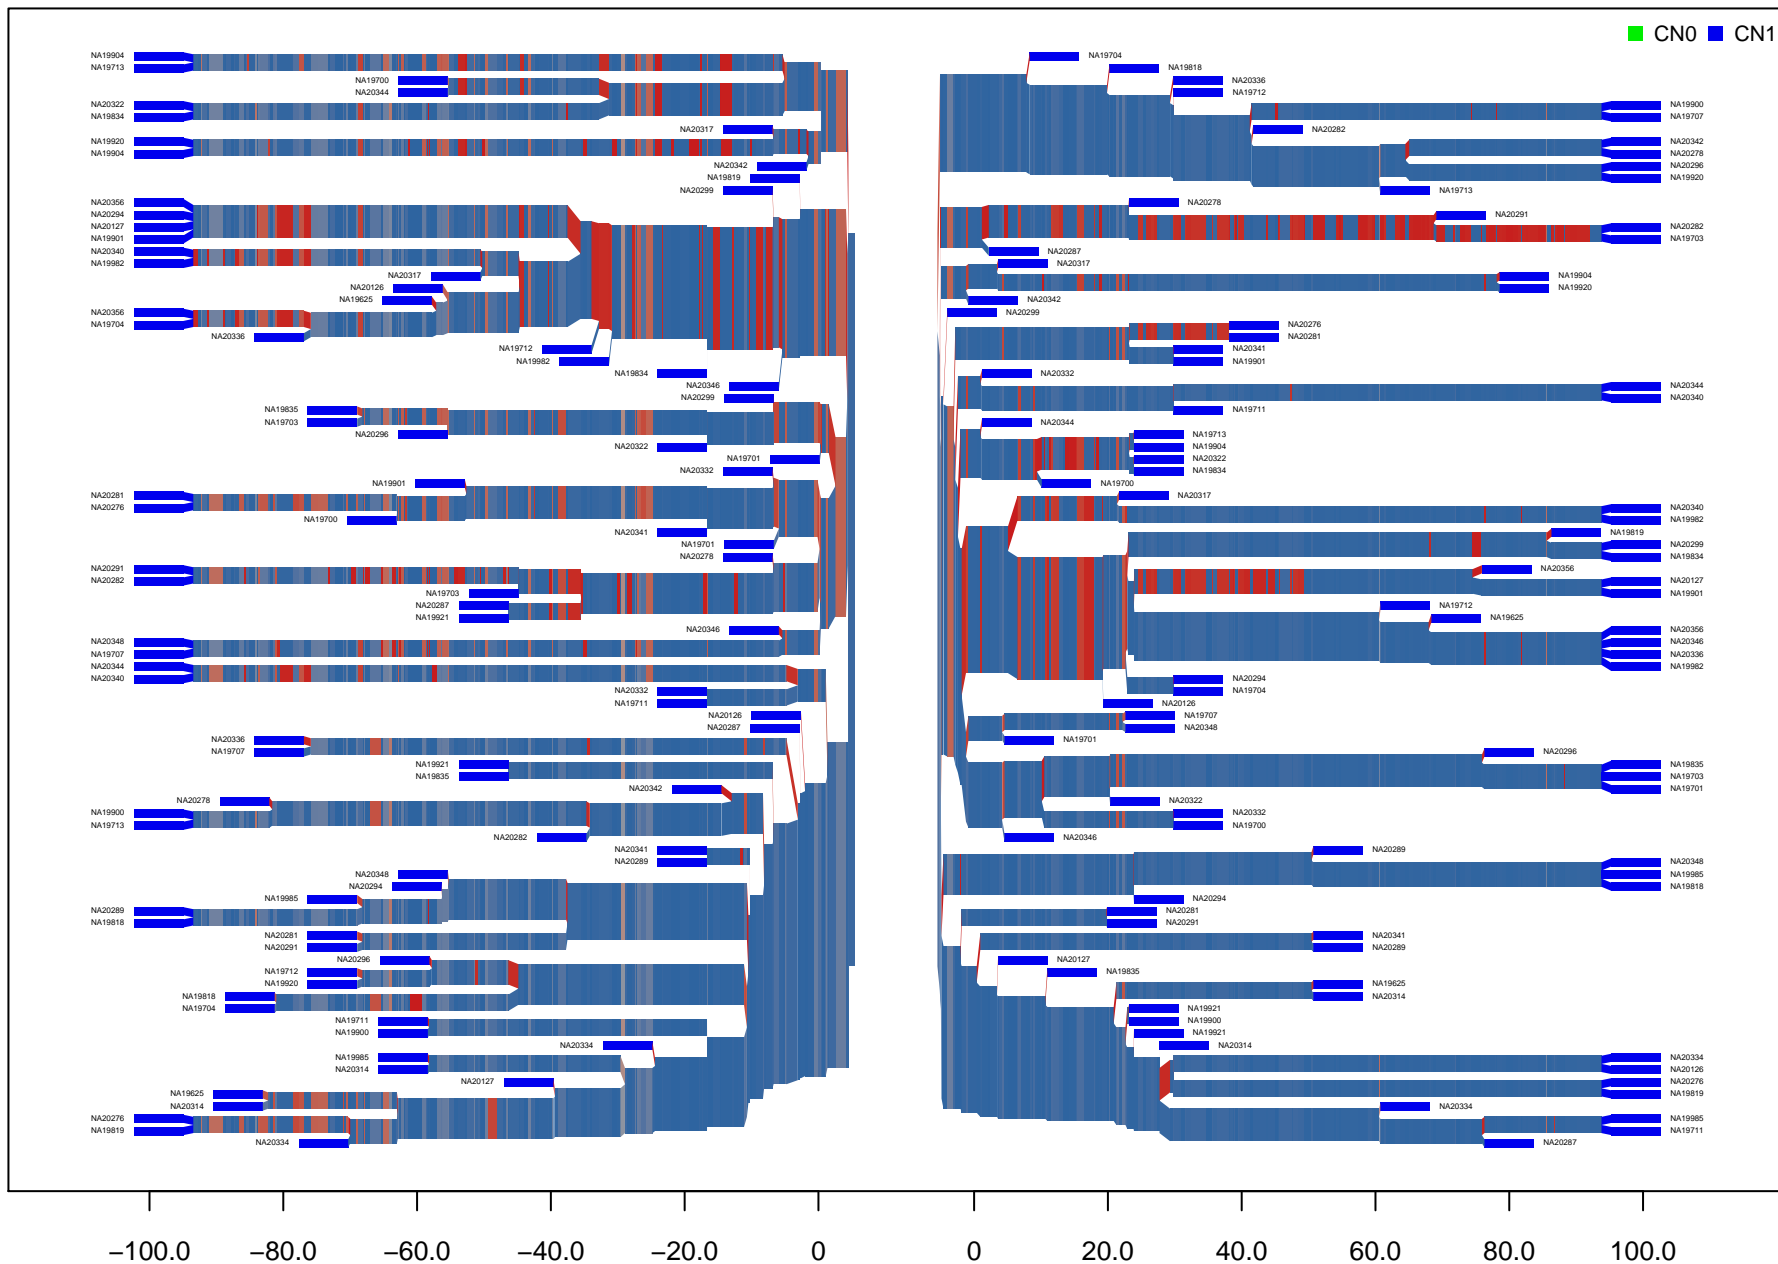 CN0 CN1
NA19904
NA19713
NA19700
NA20344
NA20322
NA19834
NA20317
NA19920
NA19904
NA20342
NA19819
NA20299
NA20356
NA20294
NA20127
NA19901
NA20340
NA19982
NA20317
NA20126
NA19625
NA20356
NA19704
NA20336
NA19712
NA19982
NA19834
NA20346
NA20299
NA19835
NA19703
NA20296
NA20322
NA19701
NA20332
NA19901
NA20281
NA20276
NA19700
NA20341
NA19701
NA20278
NA20291
NA20282
NA19703
NA20287
NA19921
NA20346
NA20348
NA19707
NA20344
NA20340
NA20332
NA19711
NA20126
NA20287
NA20336
NA19707
NA19921
NA19835
NA20342
NA20278
NA19900
NA19713
NA20282
NA20341
NA20289
NA20348
NA20294
NA19985
NA20289
NA19818
NA20281
NA20291
NA20296
NA19712
NA19920
NA19818
NA19704
NA19711
NA19900
NA20334
NA19985
NA20314
NA20127
NA19625
NA20314
NA20276
NA19819
NA20334
NA19704
NA19818
NA20336
NA19712
NA19900
NA19707
NA20282
NA20342
NA20278
NA20296
NA19920
NA19713
NA20278
NA20291
NA20282
NA19703
NA20287
NA20317
NA19904
NA19920
NA20342
NA20299
NA20276
NA20281
NA20341
NA19901
NA20332
NA20344
NA20340
NA19711
NA20344
NA19713
NA19904
NA20322
NA19834
NA19700
NA20317
NA20340
NA19982
NA19819
NA20299
NA19834
NA20356
NA20127
NA19901
NA19712
NA19625
NA20356
NA20346
NA20336
NA19982
NA20294
NA19704
NA20126
NA19707
NA20348
NA19701
NA20296
NA19835
NA19703
NA19701
NA20322
NA20332
NA19700
NA20346
NA20289
NA20348
NA19985
NA19818
NA20294
NA20281
NA20291
NA20341
NA20289
NA20127
NA19835
NA19625
NA20314
NA19921
NA19900
NA19921
NA20314
NA20334
NA20126
NA20276
NA19819
NA20334
NA19985
NA19711
NA20287
−100.0 −80.0 −60.0 −40.0 −20.0 0 0 20.0 40.0 60.0 80.0 100.0